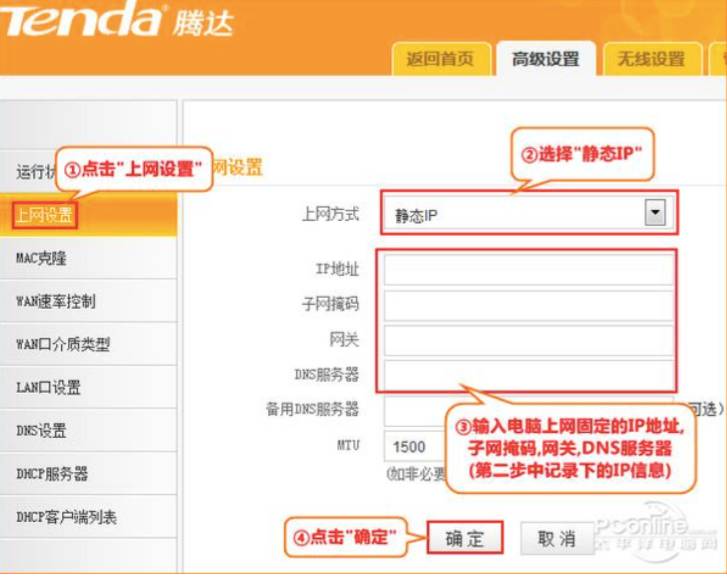 Tenda 腾达
返回首页
高级设置
无线设置
运行状
①点击"上网设置"
网设置
②选择"静态IP"
上网设置
上网方式
静态IP
MAC克隆
IP地址
WAN速率控制
子网掩码
WAN口介质类型
网关
LAN口设置
DNS服务器
DNS设置
备用DNS服务器
可选)
③输入电脑上网固定的IP地址,
子网掩码,网关,DNS服务器
(第二步中记录下的IP信息)
MTU
1500
DHCP服务器
(如非必要
DHCP客户端列表
④点击"确定"
确定
取消
PConline
太平洋电脑网